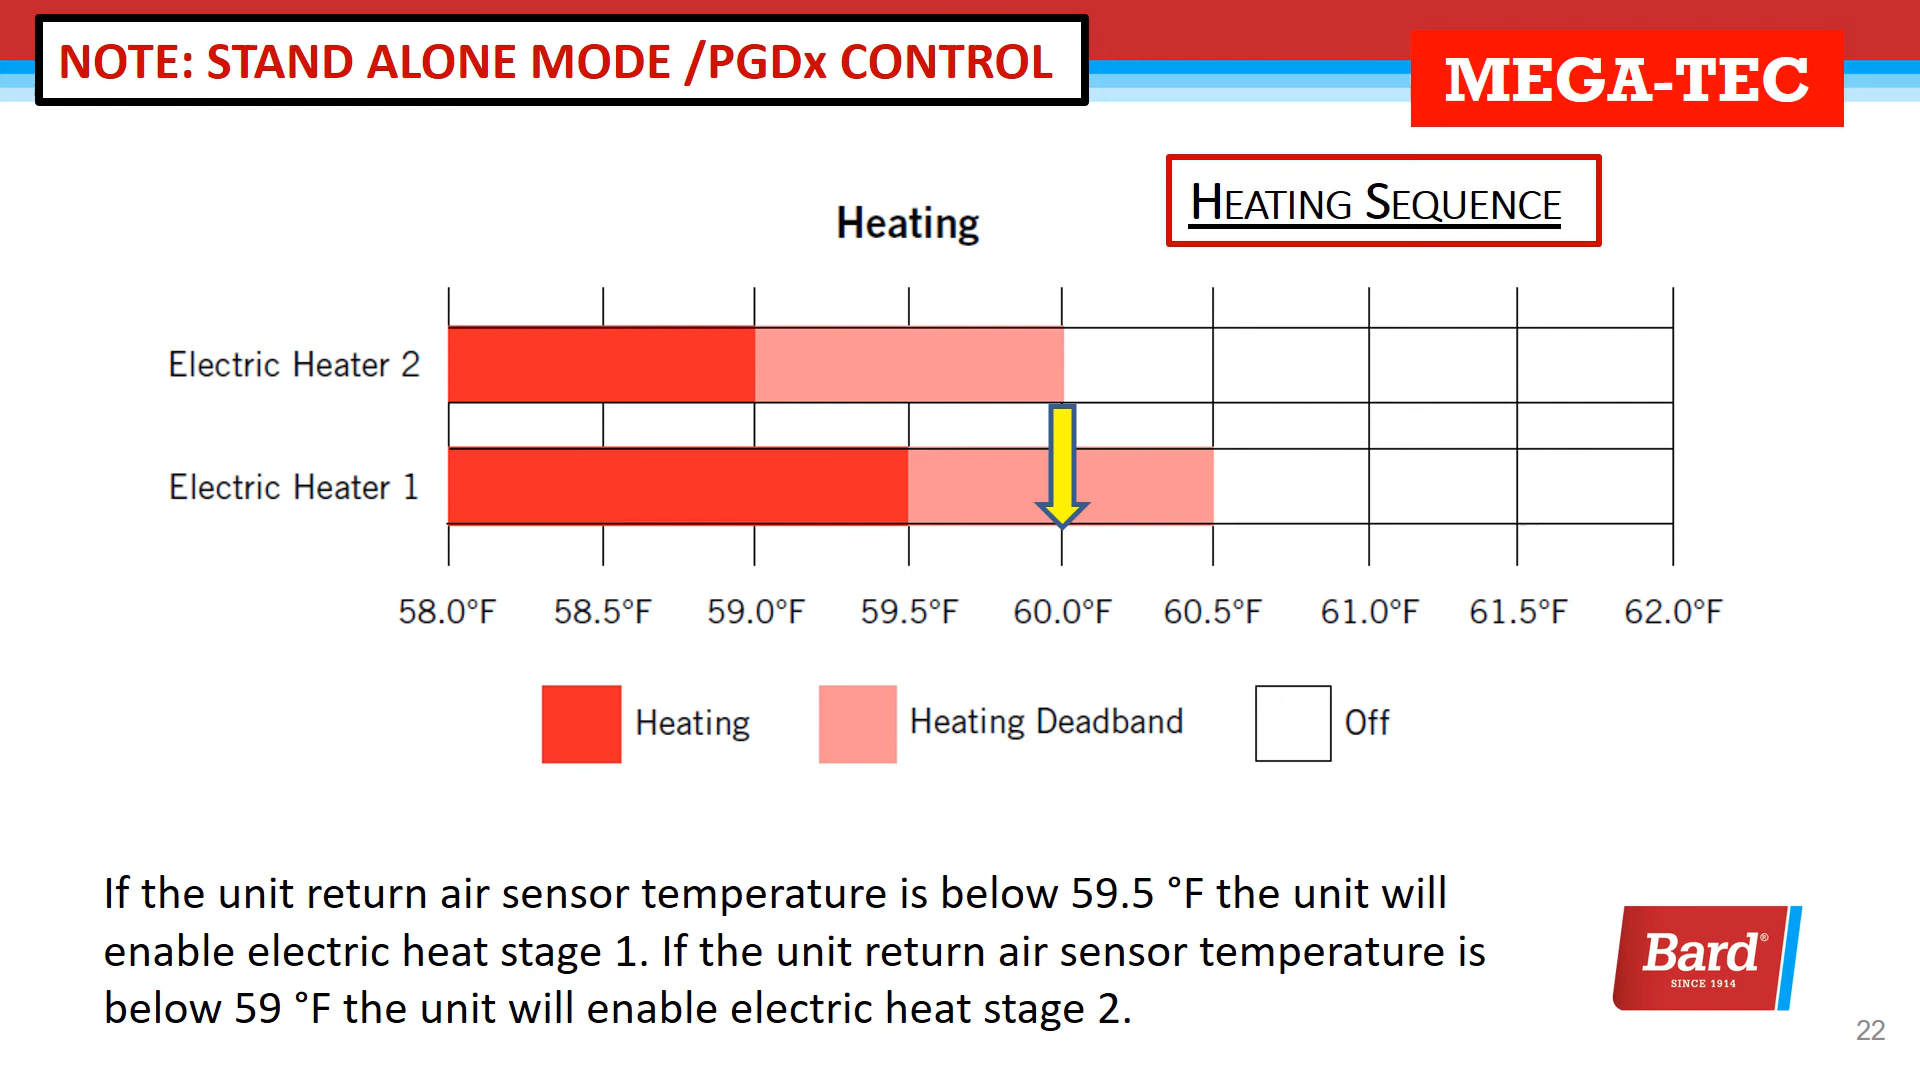 NOTE: STAND ALONE MODE /PGDx CONTROL
MEGA-TEC
HEATING SEQUENCE
Heating
Electric Heater 2
Electric Heater 1
58.0°F 58.5°F 59.0°F 59.5°F 60.0°F 60.5°F 61.0°F 61.5°F 62.0°F
Heating Heating Deadband Off
If the unit return air sensor temperature is below 59.5 °F the unit will
enable electric heat stage 1. If the unit return air sensor temperature is
below 59 °F the unit will enable electric heat stage 2.
Bard®
SINCE 1914
22